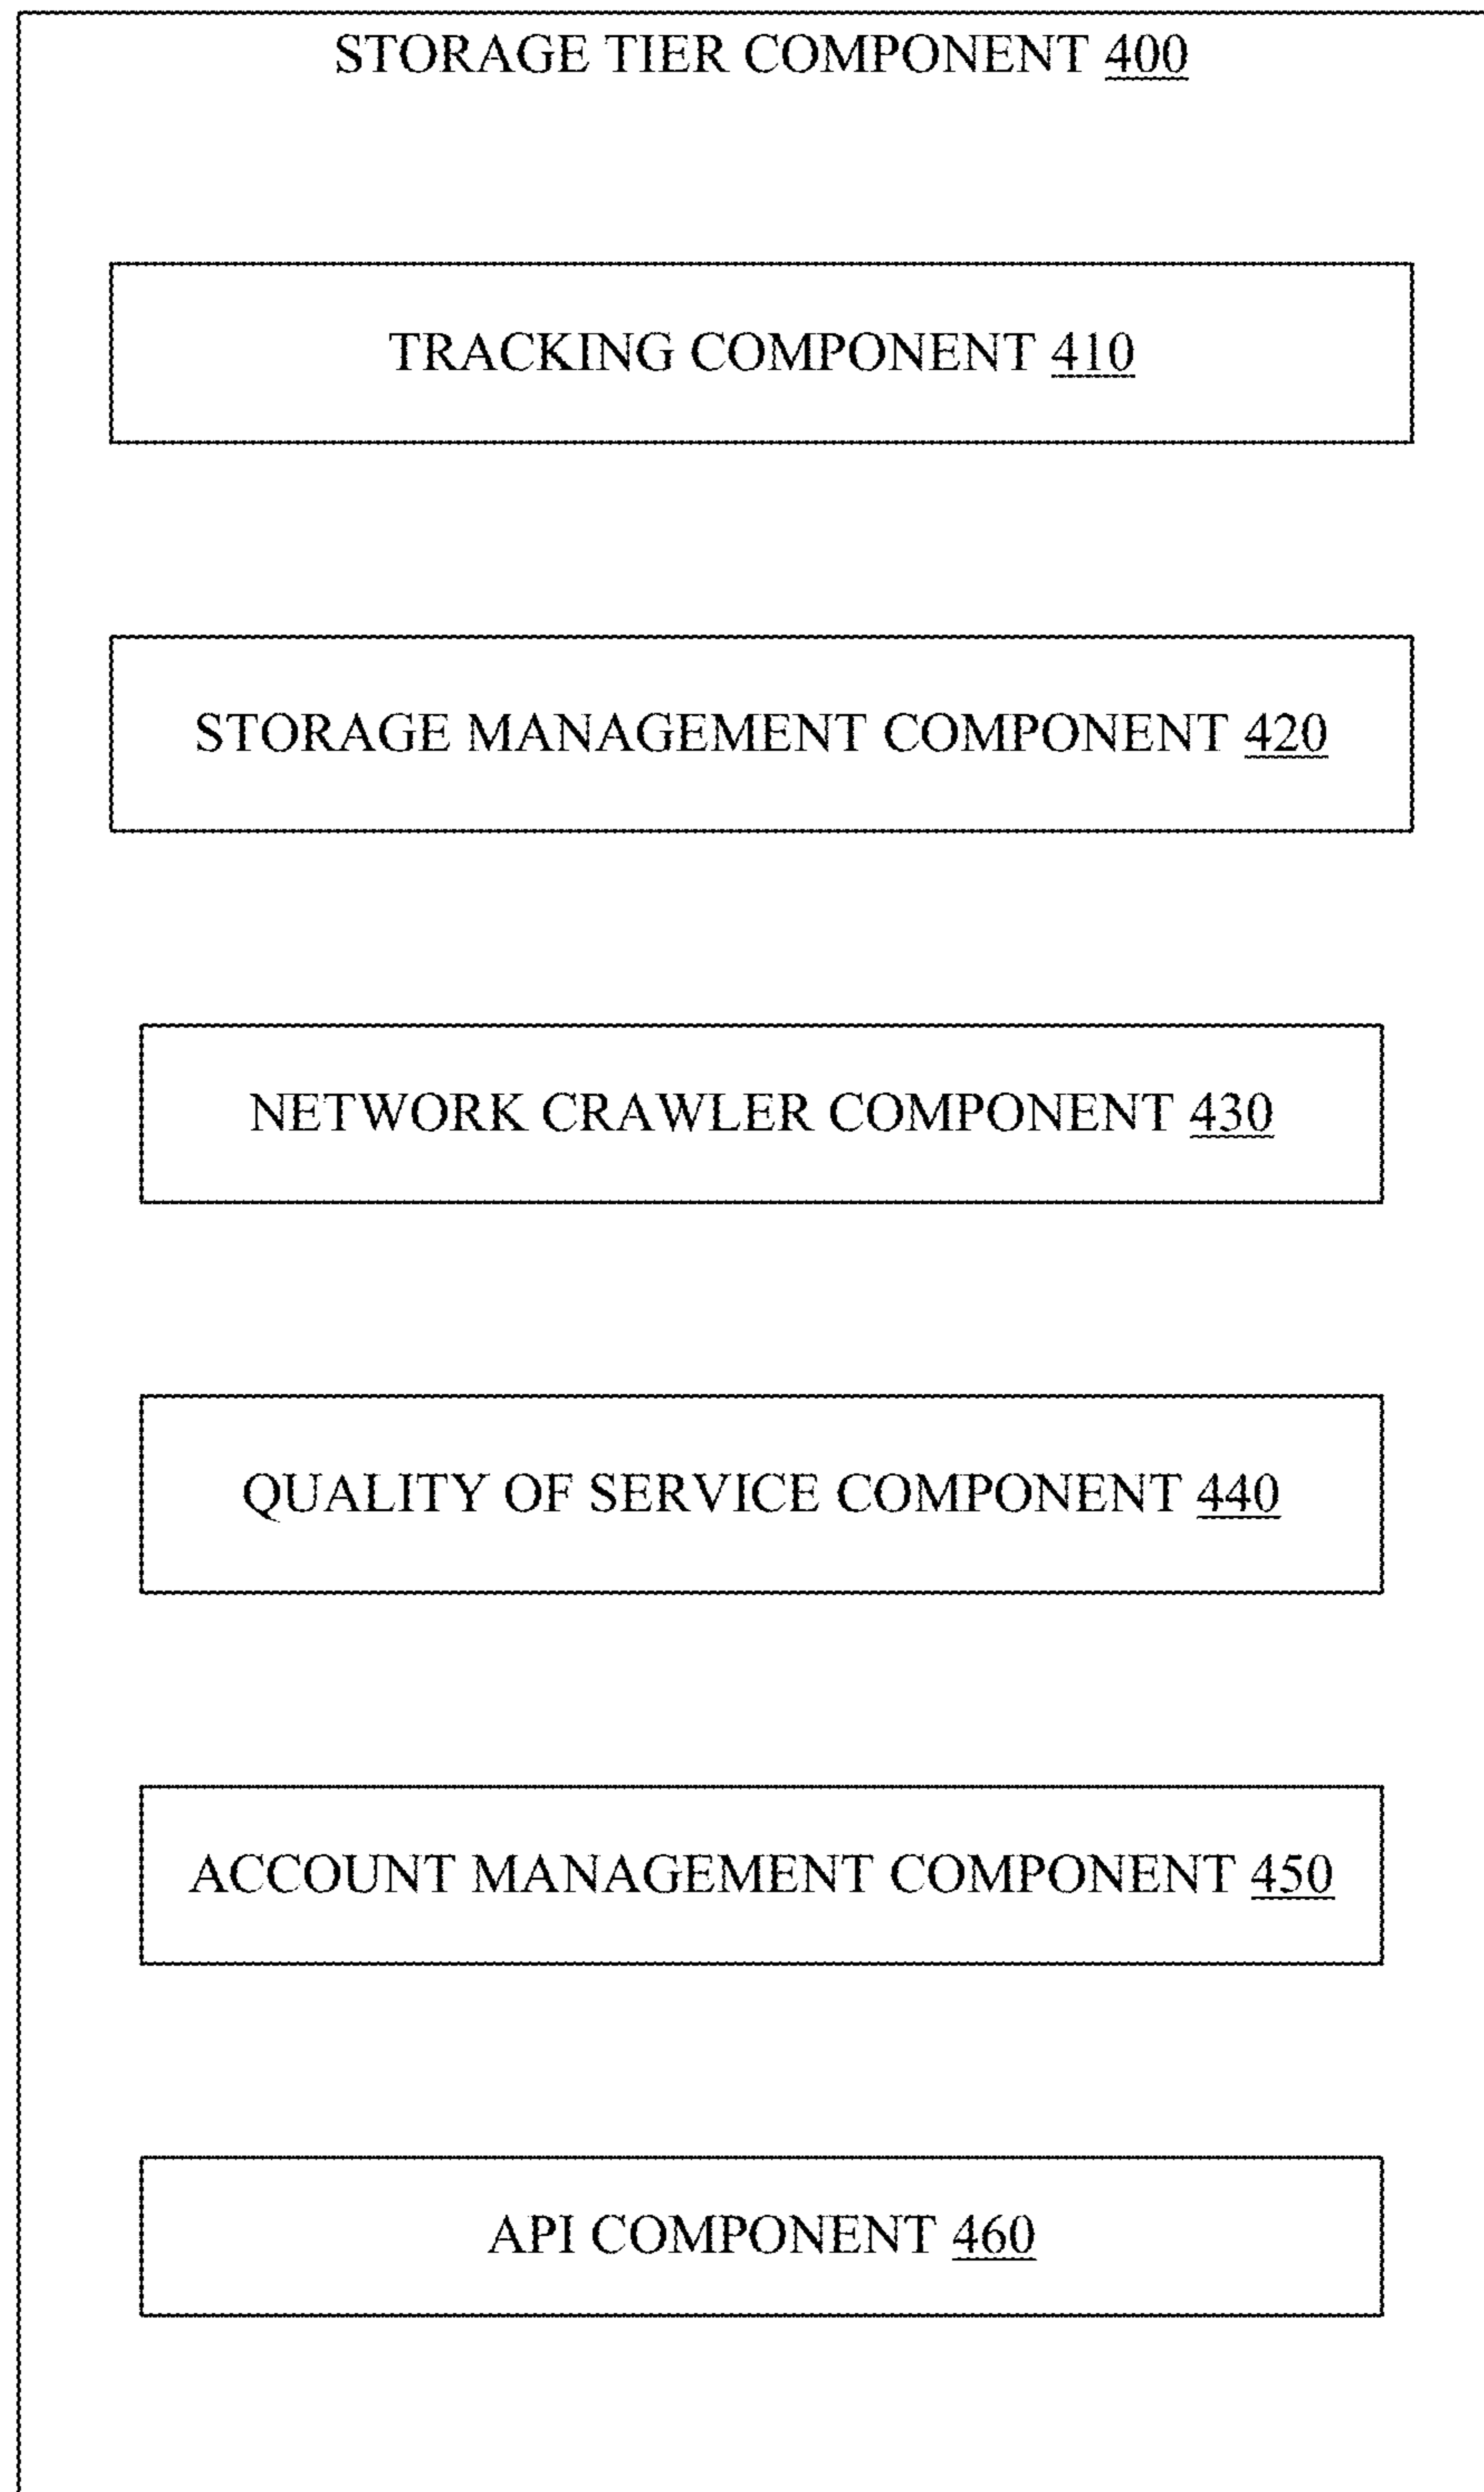 STORAGE TIER COMPONENT 400
TRACKING COMPONENT 410
STORAGE MANAGEMENT COMPONENT 420
NETWORK CRAWLER COMPONENT 430
QUALITY OF SERVICE COMPONENT 440
ACCOUNT MANAGEMENT COMPONENT 450
API COMPONENT 460